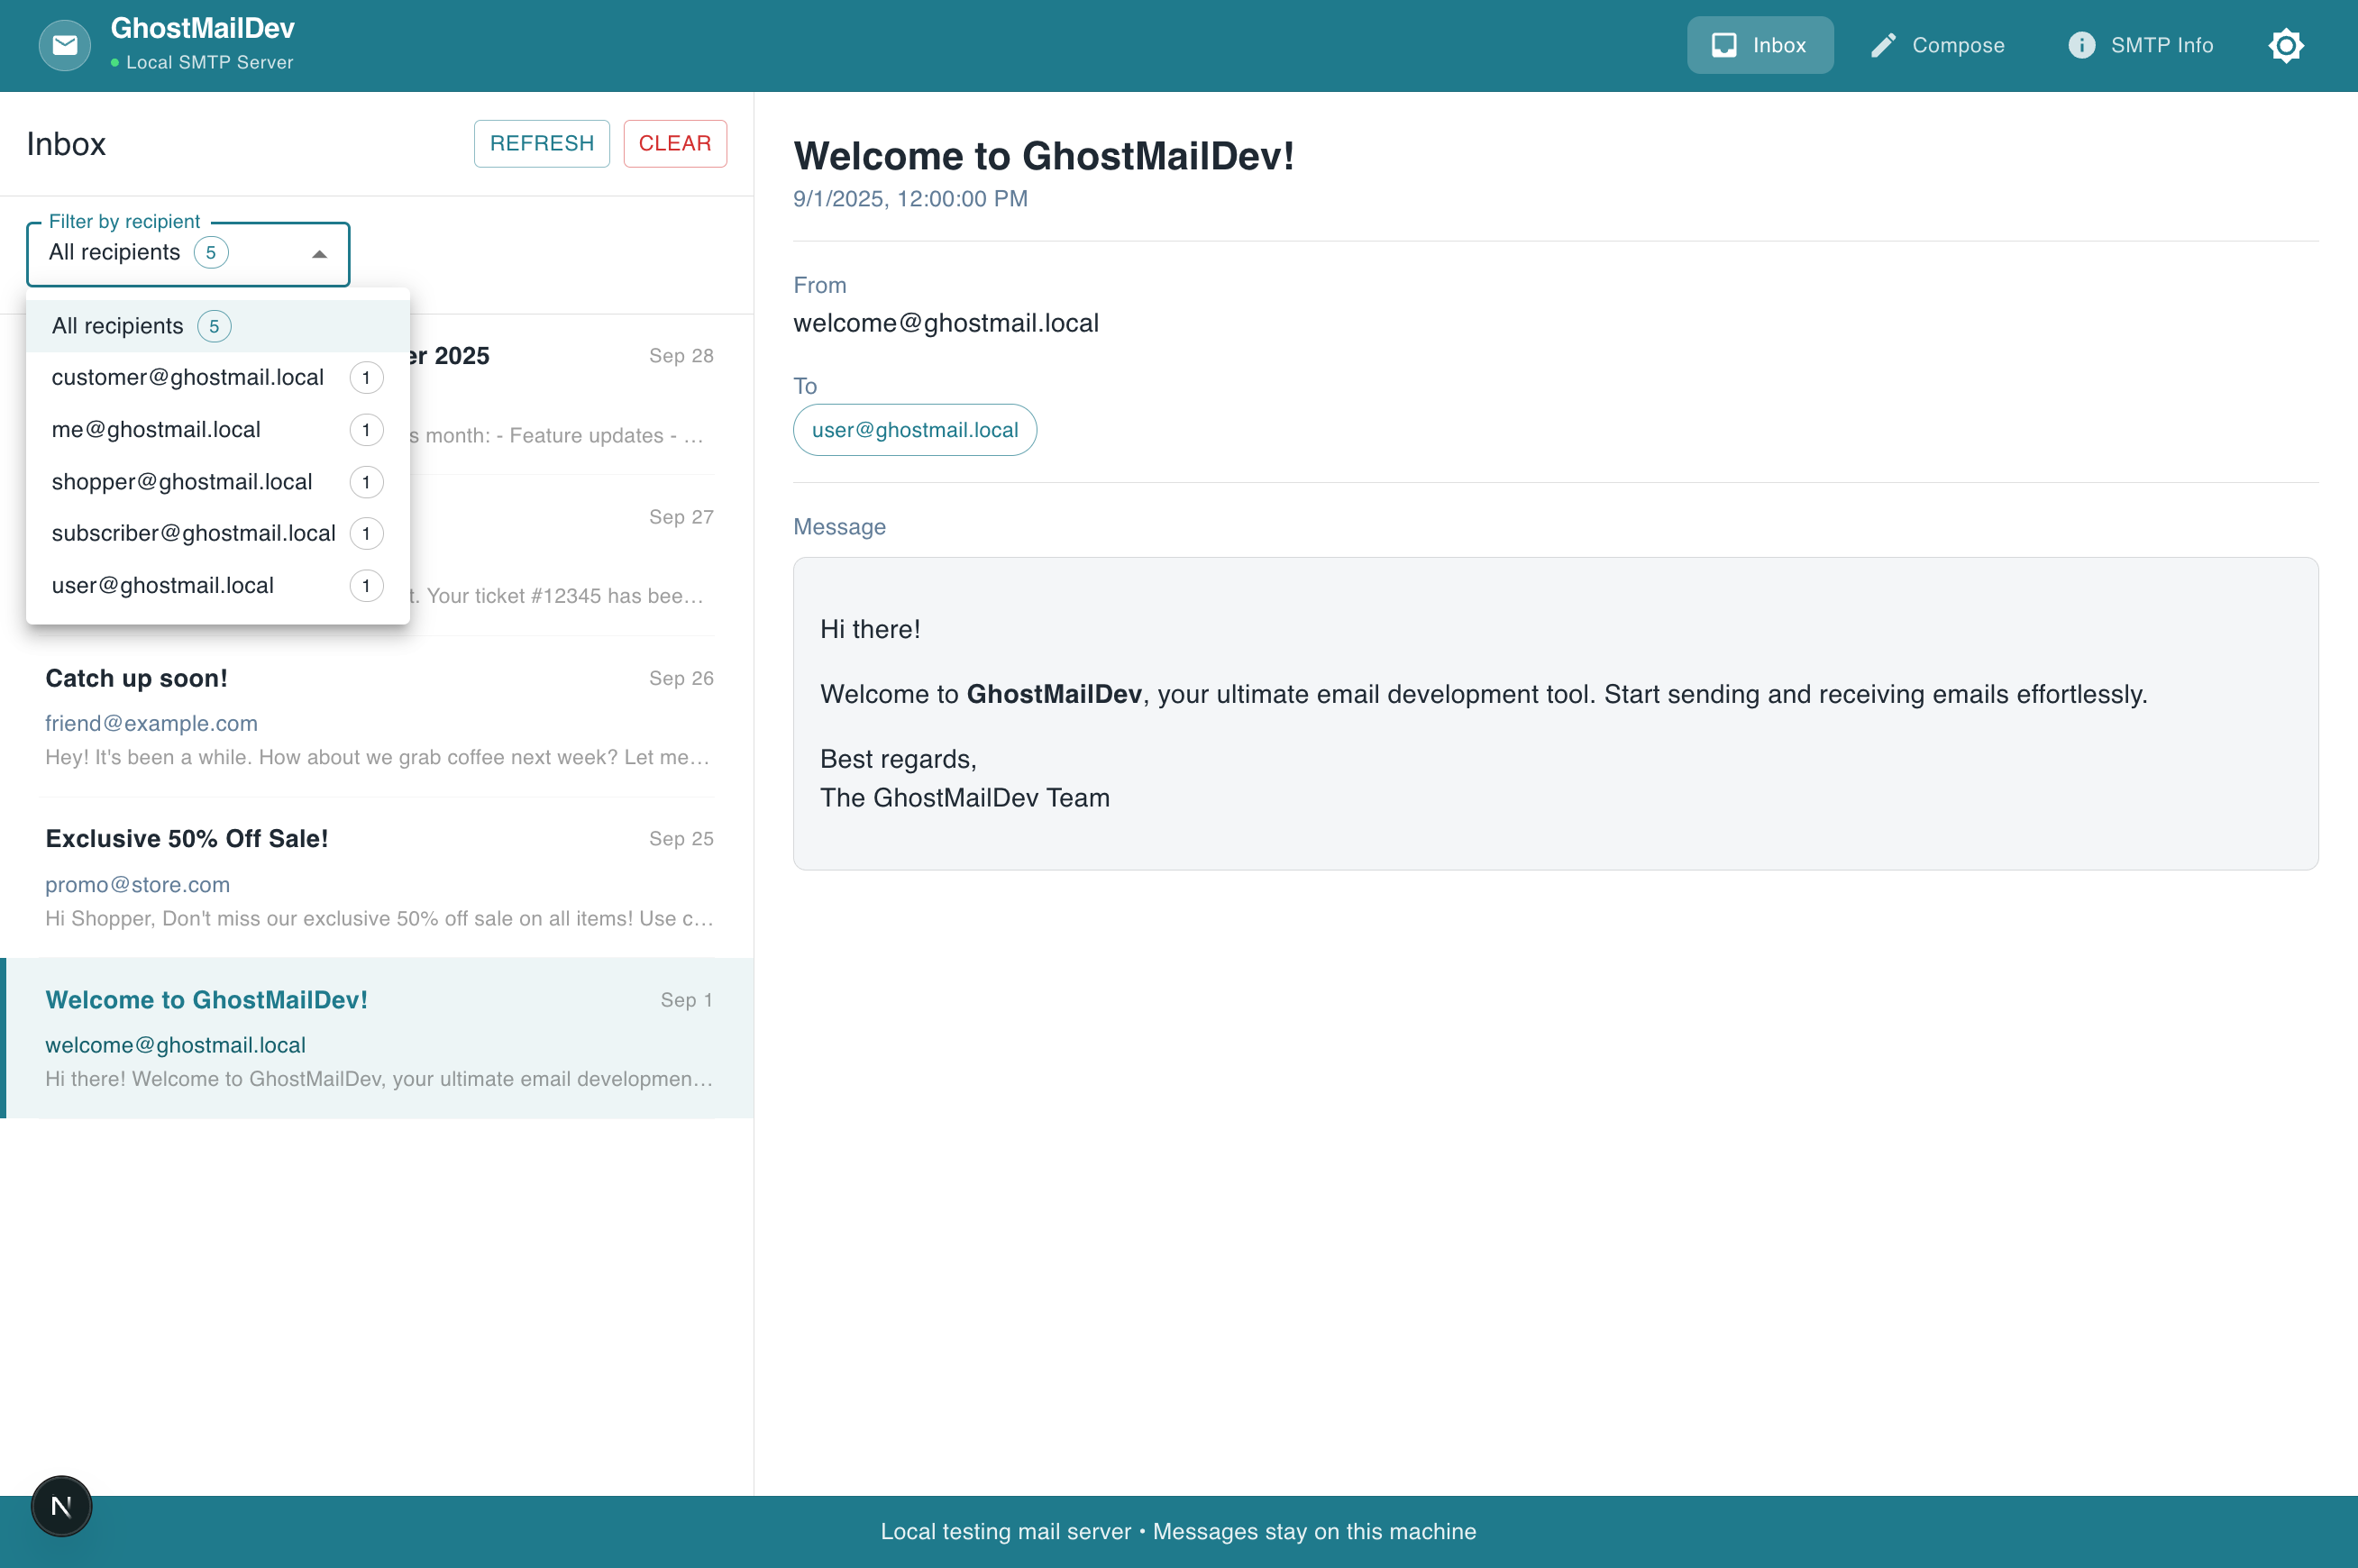 GhostMailDev
Local SMTP Server
Inbox
Compose
SMTP Info
Inbox
REFRESH
CLEAR
Filter by recipient
All recipients 5
All recipients 5
customer@ghostmail.local 1
me@ghostmail.local 1
shopper@ghostmail.local 1
subscriber@ghostmail.local 1
user@ghostmail.local 1
er 2025 Sep 28
s month: - Feature updates - …
Sep 27
t. Your ticket #12345 has bee…
Catch up soon! Sep 26
friend@example.com
Hey! It's been a while. How about we grab coffee next week? Let me…
Exclusive 50% Off Sale! Sep 25
promo@store.com
Hi Shopper, Don't miss our exclusive 50% off sale on all items! Use c…
Welcome to GhostMailDev! Sep 1
welcome@ghostmail.local
Hi there! Welcome to GhostMailDev, your ultimate email developmen…
Welcome to GhostMailDev!
9/1/2025, 12:00:00 PM
From
welcome@ghostmail.local
To
user@ghostmail.local
Message
Hi there!
Welcome to GhostMailDev, your ultimate email development tool. Start sending and receiving emails effortlessly.
Best regards,
The GhostMailDev Team
N
Local testing mail server • Messages stay on this machine